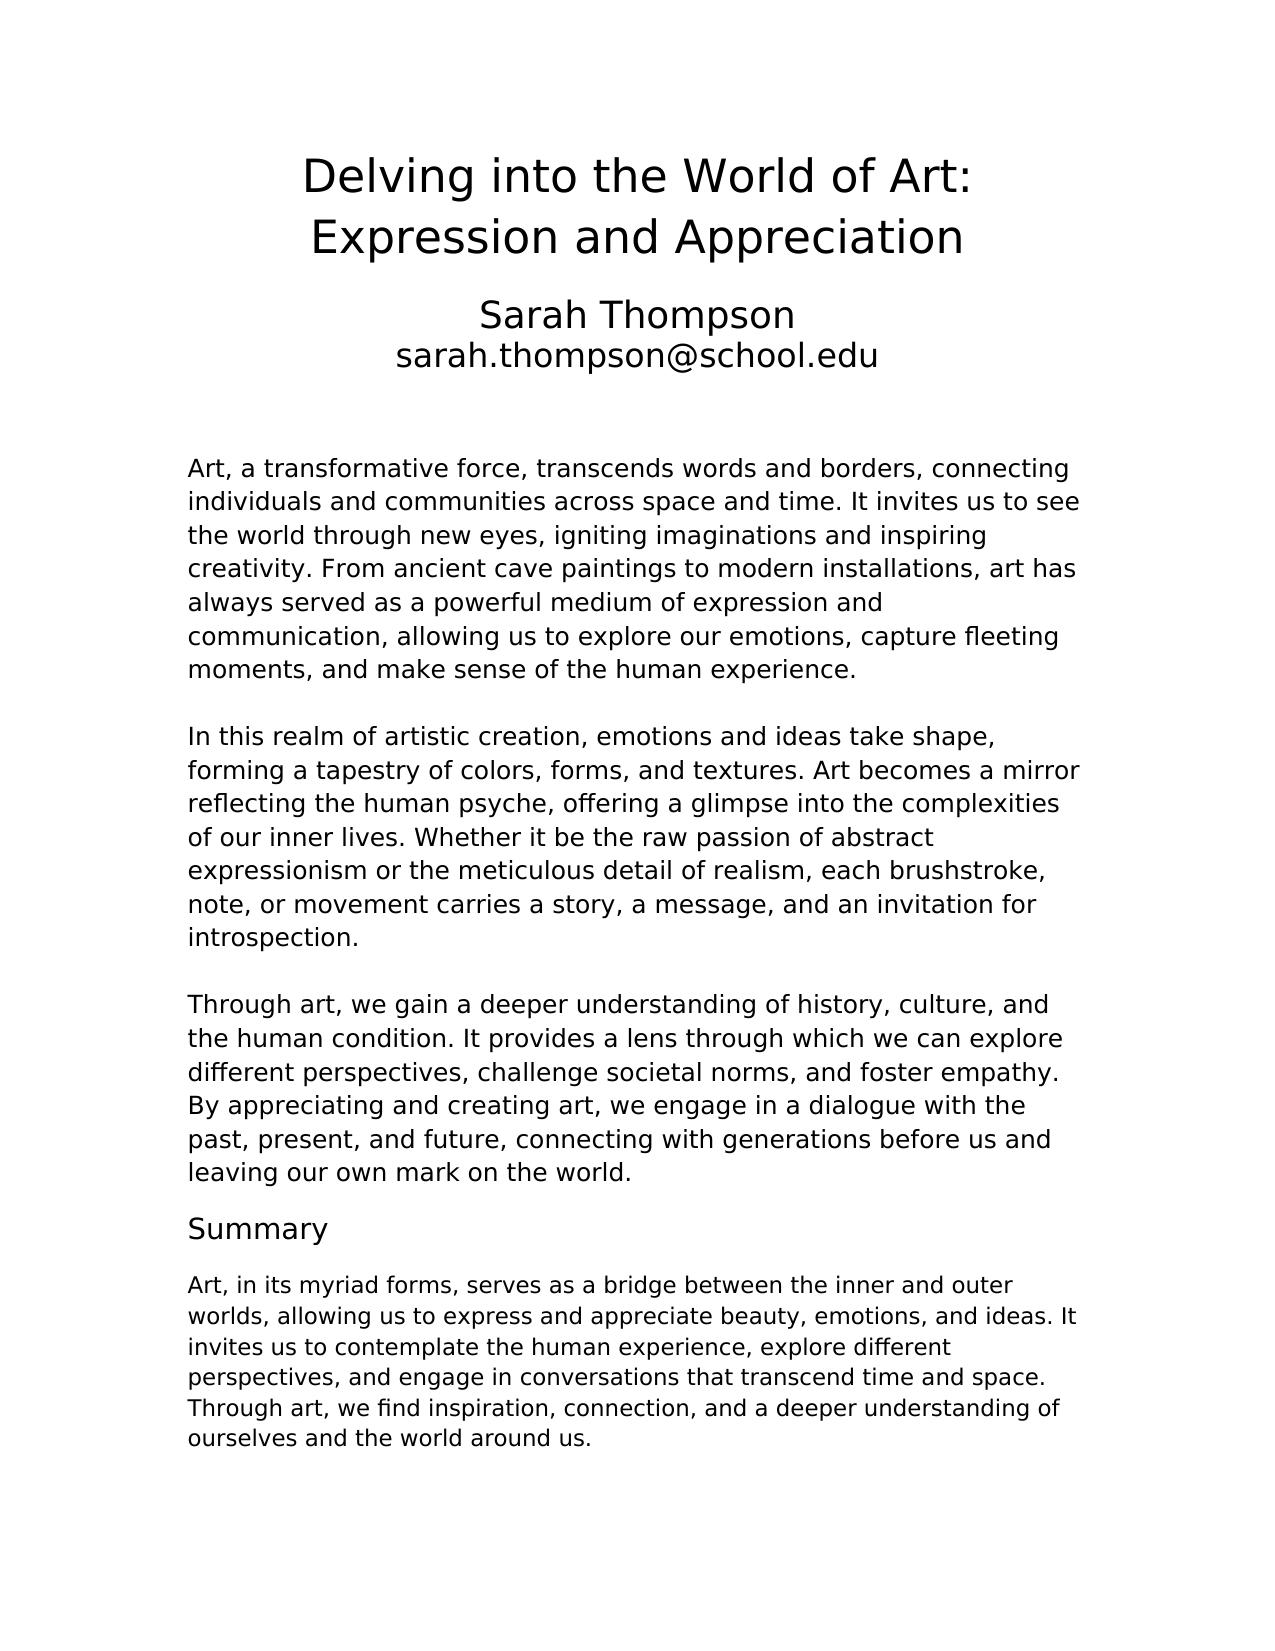 Delving into the World of Art:
Expression and Appreciation
Sarah Thompson
sarah.thompson@school.edu
Art, a transformative force, transcends words and borders, connecting
individuals and communities across space and time. It invites us to see
the world through new eyes, igniting imaginations and inspiring
creativity. From ancient cave paintings to modern installations, art has
always served as a powerful medium of expression and
communication, allowing us to explore our emotions, capture fleeting
moments, and make sense of the human experience.
In this realm of artistic creation, emotions and ideas take shape,
forming a tapestry of colors, forms, and textures. Art becomes a mirror
reflecting the human psyche, offering a glimpse into the complexities
of our inner lives. Whether it be the raw passion of abstract
expressionism or the meticulous detail of realism, each brushstroke,
note, or movement carries a story, a message, and an invitation for
introspection.
Through art, we gain a deeper understanding of history, culture, and
the human condition. It provides a lens through which we can explore
different perspectives, challenge societal norms, and foster empathy.
By appreciating and creating art, we engage in a dialogue with the
past, present, and future, connecting with generations before us and
leaving our own mark on the world.
Summary
Art, in its myriad forms, serves as a bridge between the inner and outer
worlds, allowing us to express and appreciate beauty, emotions, and ideas. It
invites us to contemplate the human experience, explore different
perspectives, and engage in conversations that transcend time and space.
Through art, we find inspiration, connection, and a deeper understanding of
ourselves and the world around us.